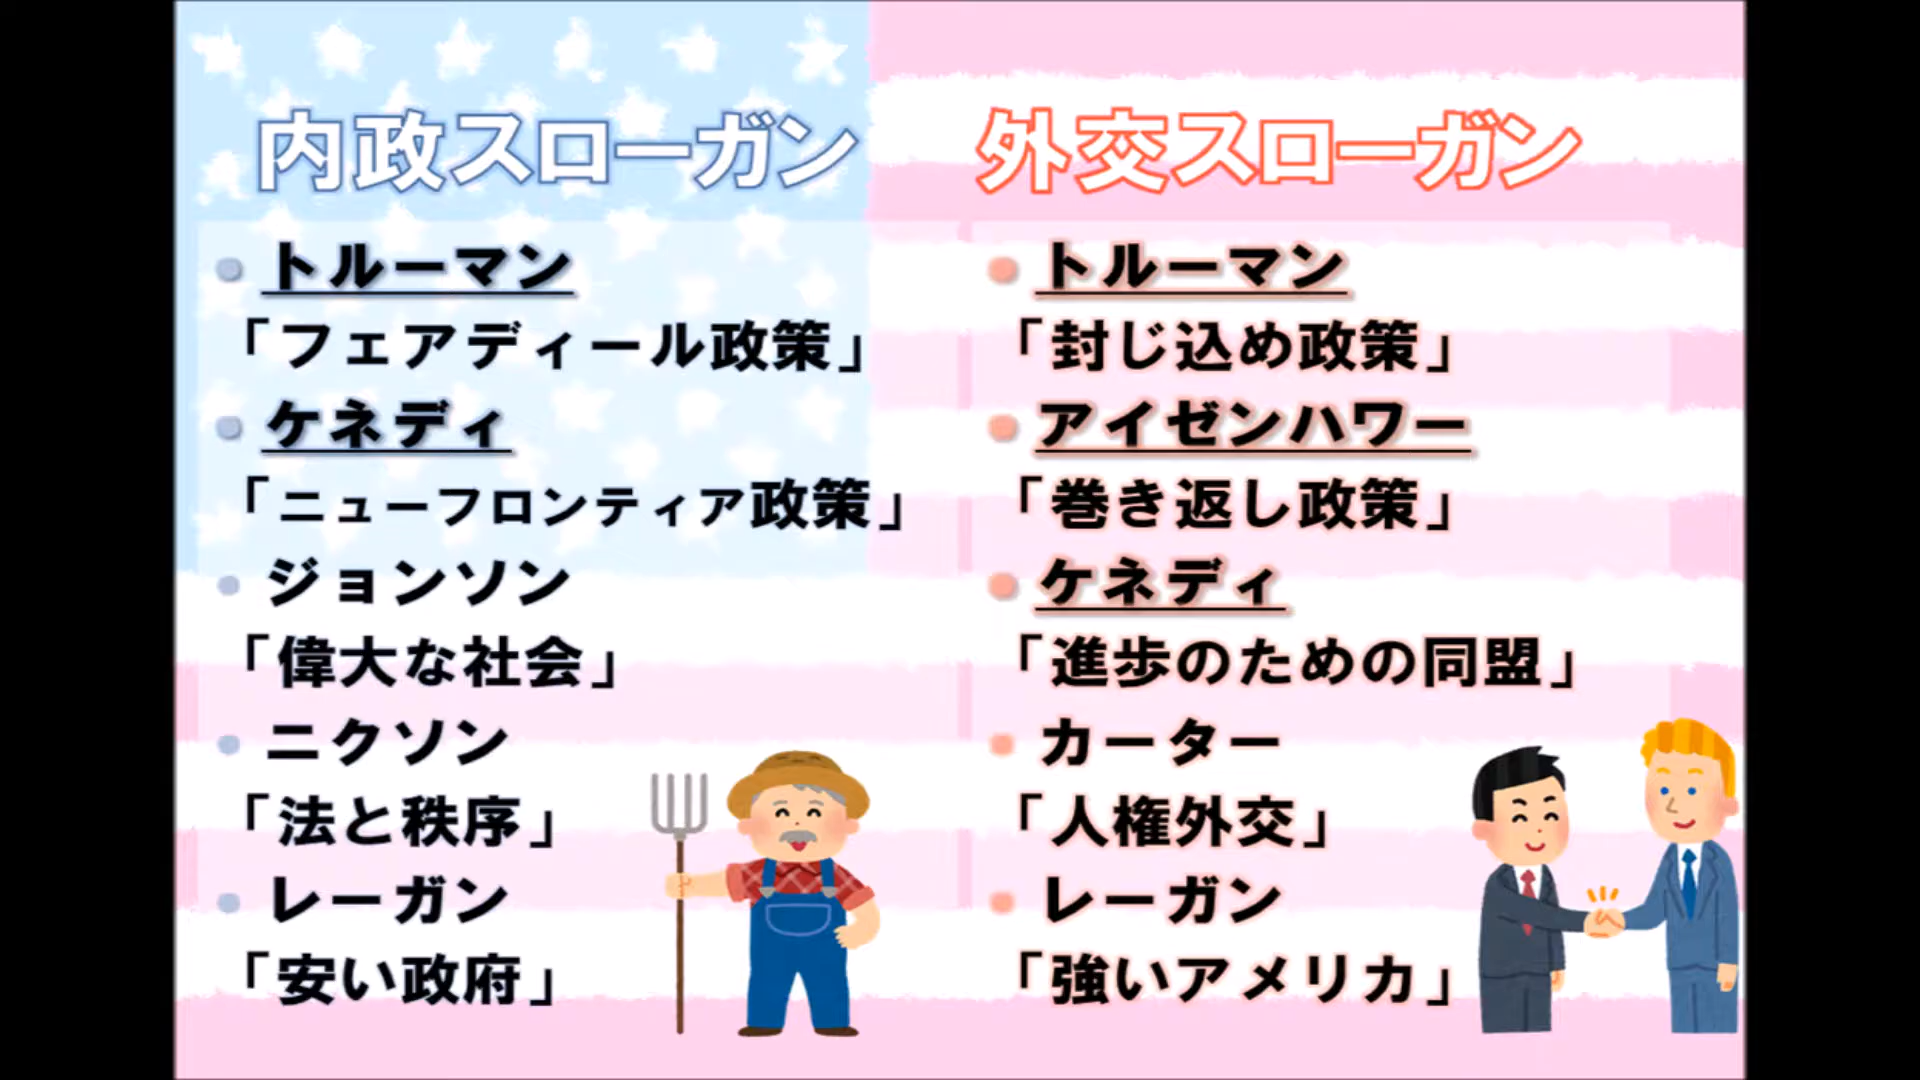 内政スローガン
・トルーマン
「フェアディール政策」
・ケネディ
「ニューフロンティア政策」
・ジョンソン
「偉大な社会」
・ニクソン
「法と秩序」
・レーガン
「安い政府」
外交スローガン
・トルーマン
「封じ込め政策」
・アイゼンハワー
「巻き返し政策」
・ケネディ
「進歩のための同盟」
・カーター
「人権外交」
・レーガン
「強いアメリカ」